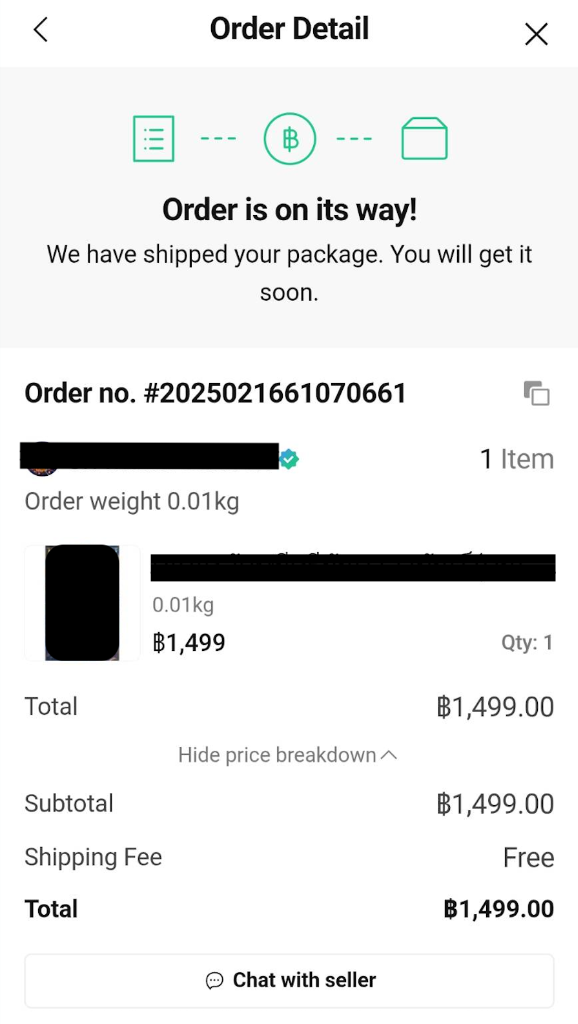 Order Detail
฿
Order is on its way!
We have shipped your package. You will get it
soon.
Order no. #2025021661070661
1 Item
Order weight 0.01kg
0.01kg
฿1,499
Qty: 1
Total
฿1,499.00
Hide price breakdown
Subtotal
฿1,499.00
Shipping Fee
Free
Total
฿1,499.00
Chat with seller